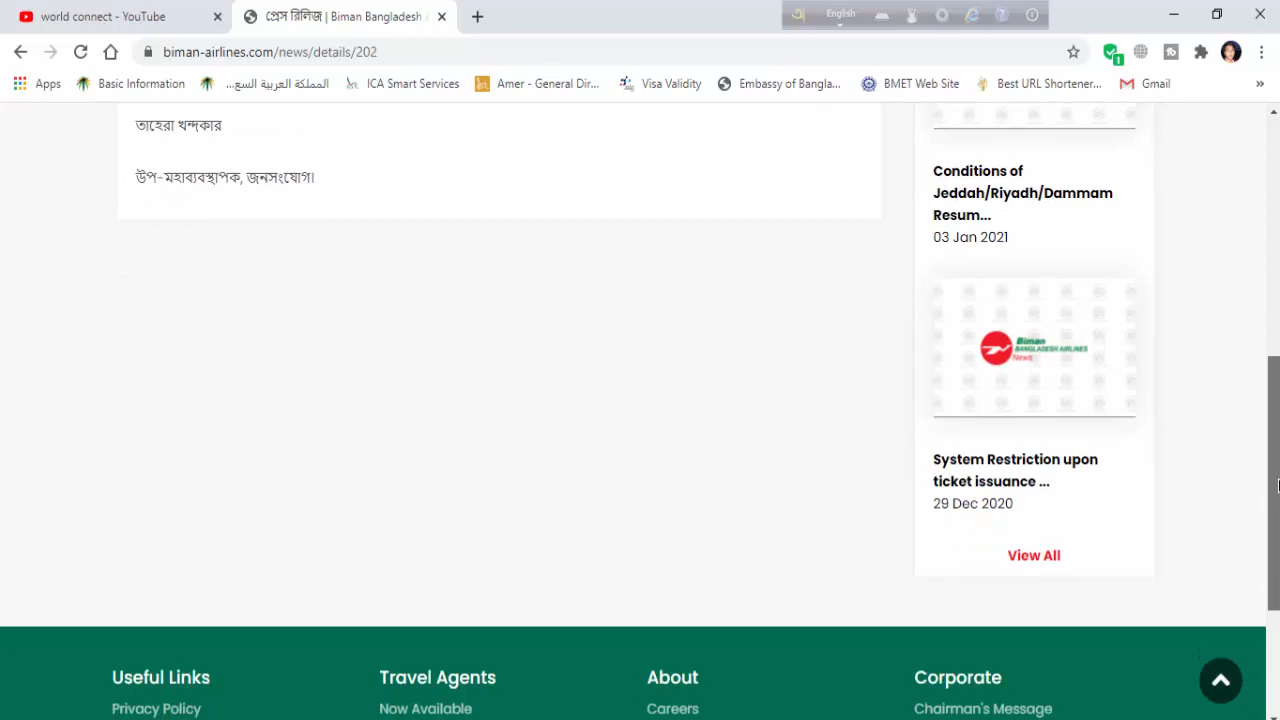 world connect - YouTube
প্রেস রিলিজ | Biman Bangladesh A
English
biman-airlines.com/news/details/202
Apps
Basic Information
المملكة العربية السع...
ICA Smart Services
Amer - General Dir...
Visa Validity
Embassy of Bangla...
BMET Web Site
Best URL Shortener...
Gmail
তাহেরা খন্দকার
উপ-মহাব্যবস্থাপক, জনসংযোগ।
Conditions of
Jeddah/Riyadh/Dammam
Resum...
03 Jan 2021
Biman
BANGLADESH AIRLINES
News
System Restriction upon
ticket issuance ...
29 Dec 2020
View All
Useful Links
Travel Agents
About
Corporate
Privacy Policy
Now Available
Careers
Chairman's Message